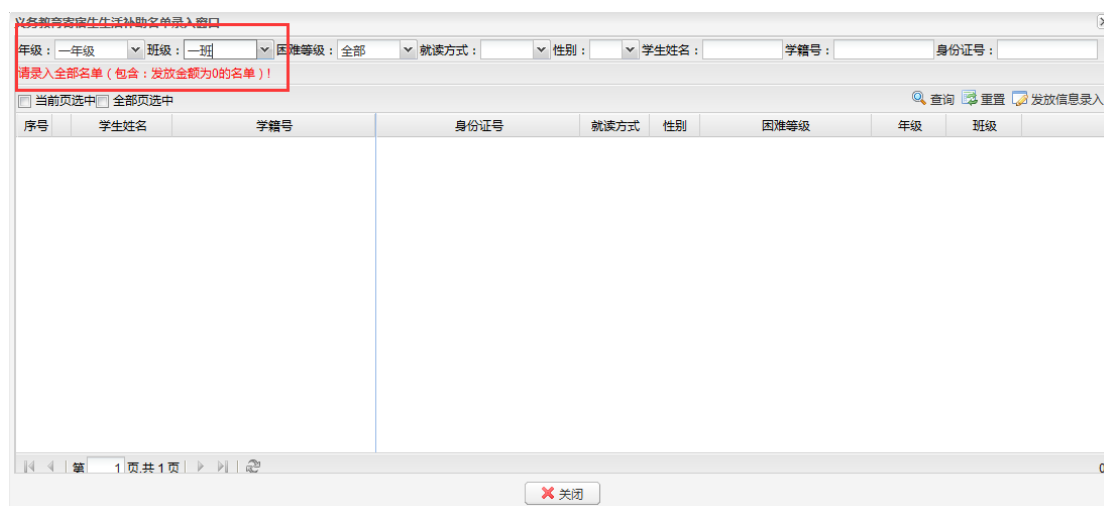 义务教育寄宿生生活补助名单录入窗口
年级：一年级 班级：一班 困难等级：全部 就读方式： 性别： 学生姓名： 学籍号： 身份证号：
请录入全部名单（包含：发放金额为0的名单）！
当前页选中 全部页选中 查询 重置 发放信息录入
序号 学生姓名 学籍号 身份证号 就读方式 性别 困难等级 年级 班级
第 1 页,共 1 页 0
关闭